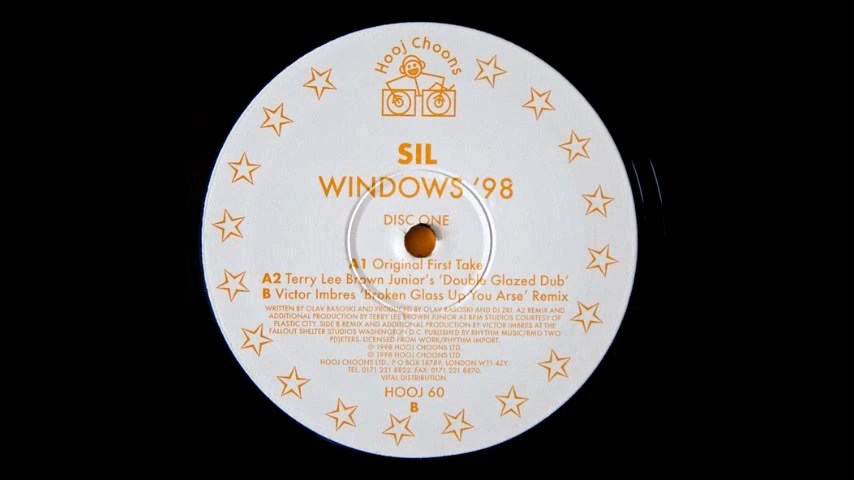 Hooj Choons
SIL
WINDOWS '98
DISC ONE
A1 Original First Take
A2 Terry Lee Brown Junior's 'Double Glazed Dub'
B Victor Imbres 'Broken Glass Up You Arse' Remix
WRITTEN BY OLAV BASOSKI AND PRODUCED BY OLAV BASOSKI AND DJ ZKI. A2 REMIX AND
ADDITIONAL PRODUCTION BY TERRY LEE BROWN JUNIOR AT BFM STUDIOS COURTESY OF
PLASTIC CITY. SIDE B REMIX AND ADDITIONAL PRODUCTION BY VICTOR IMBRES AT THE
FALLOUT SHELTER STUDIOS WASHINGTON D.C. PUBLISHED BY RHYTHM MUSIC/BMG TWO
P(I)ETERS. LICENSED FROM WORK/RHYTHM IMPORT.
℗ 1998 HOOJ CHOONS LTD
© 1998 HOOJ CHOONS LTD
HOOJ CHOONS LTD., P O BOX 16789, LONDON W11 4ZY.
TEL. 0171 221 8822. FAX. 0171 221 8870.
VITAL DISTRIBUTION.
HOOJ 60
B